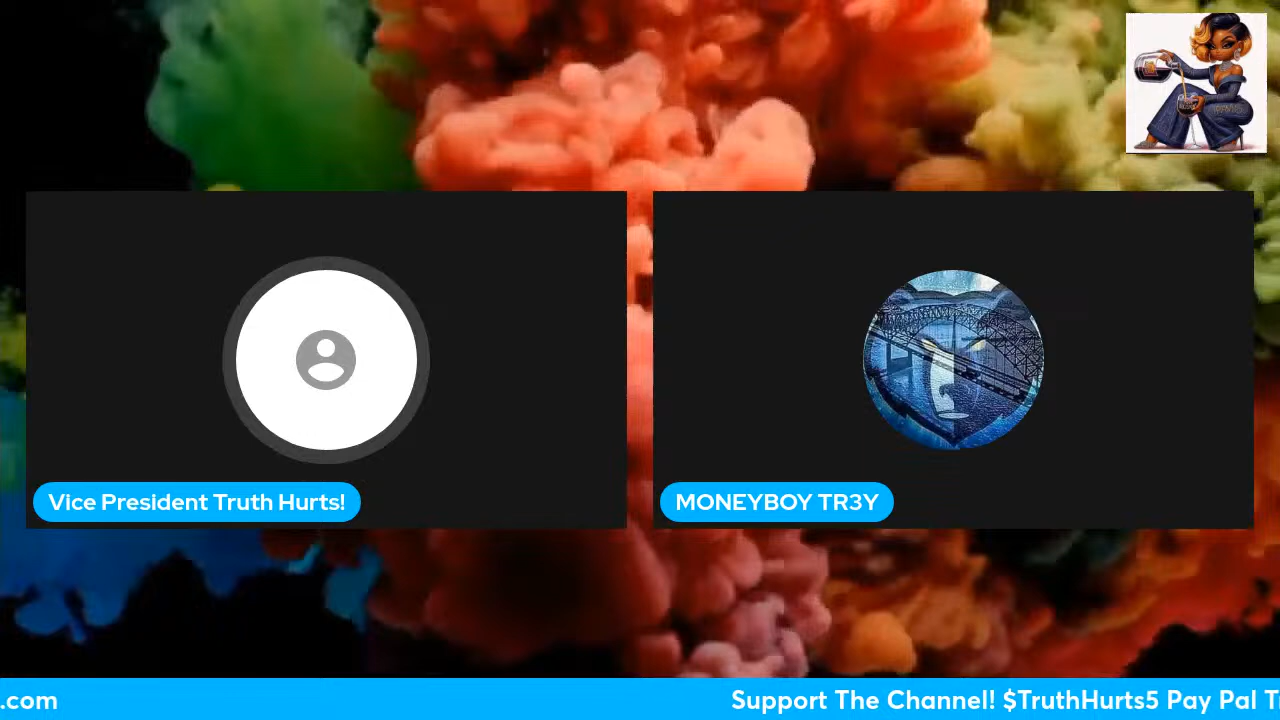 Vice President Truth Hurts!
MONEYBOY TR3Y
.com
Support The Channel! $TruthHurts5 Pay Pal T